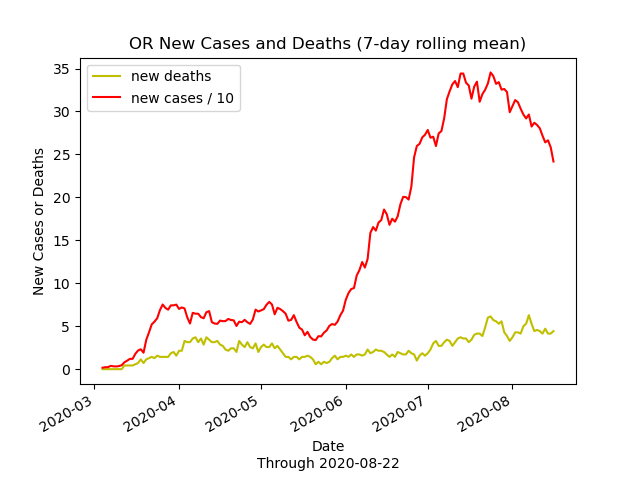 OR New Cases and Deaths (7-day rolling mean)
new deaths
new cases / 10
35
30
25
20
15
10
5
0
New Cases or Deaths
2020-03
2020-04
2020-05
2020-06
2020-07
2020-08
Date
Through 2020-08-22